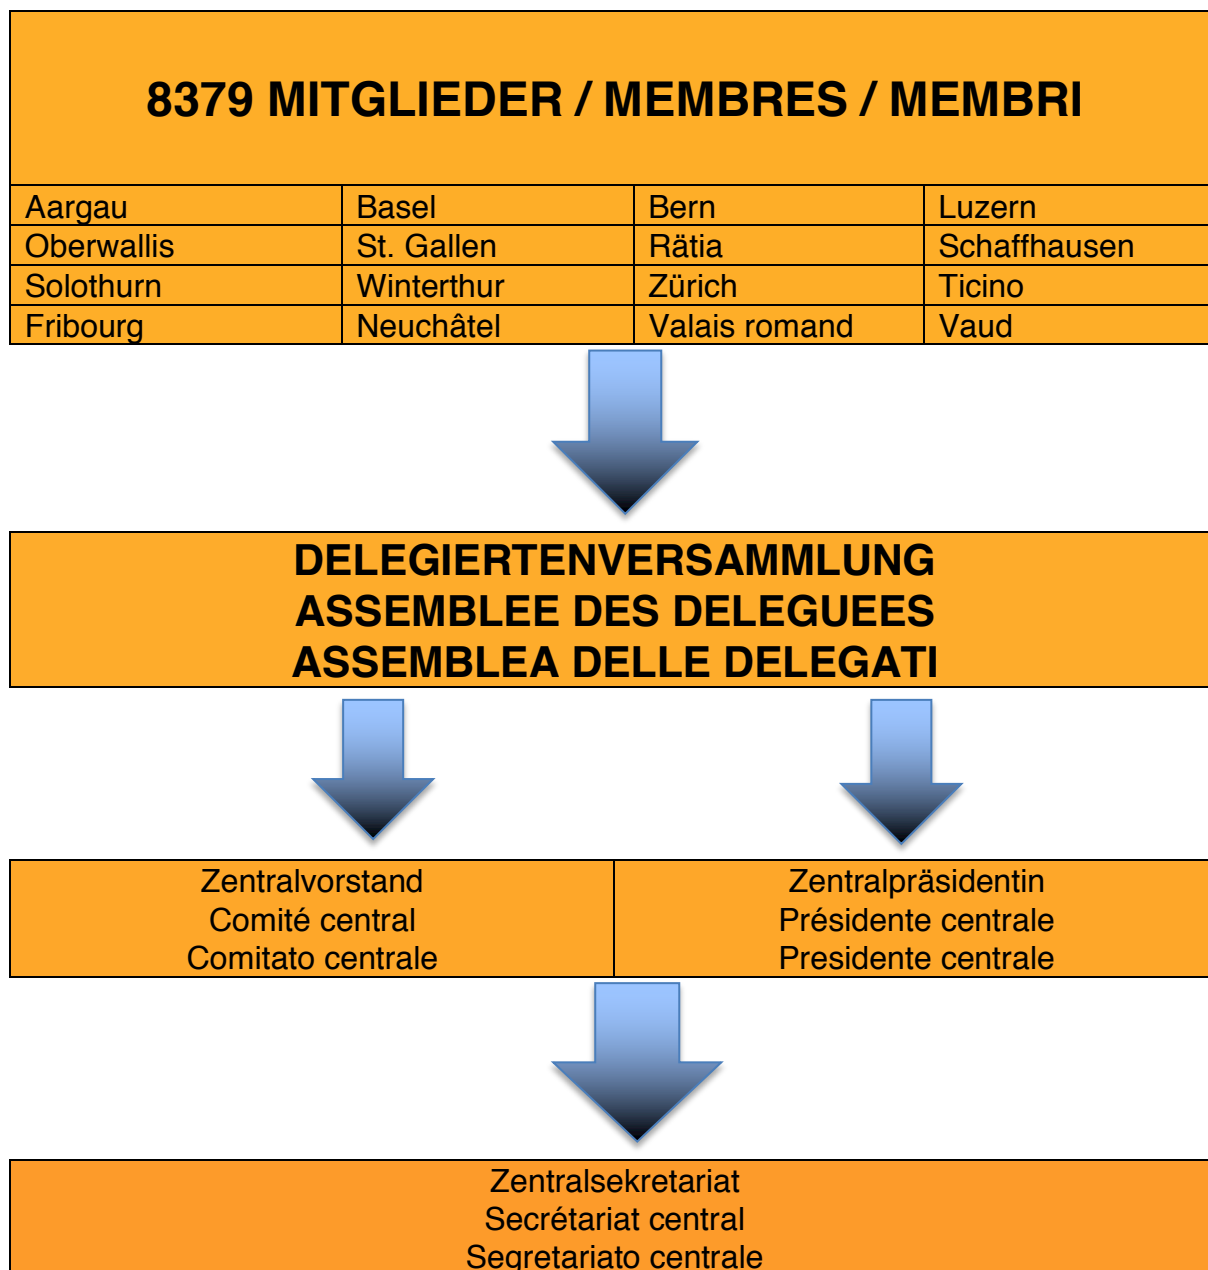 8379 MITGLIEDER / MEMBRES / MEMBRI
Aargau Basel Bern Luzern
Oberwallis St. Gallen Rätia Schaffhausen
Solothurn Winterthur Zürich Ticino
Fribourg Neuchâtel Valais romand Vaud
DELEGIERTENVERSAMMLUNG
ASSEMBLEE DES DELEGUEES
ASSEMBLEA DELLE DELEGATI
Zentralvorstand Zentralpräsidentin
Comité central Présidente centrale
Comitato centrale Presidente centrale
Zentralsekretariat
Secrétariat central
Segretariato centrale